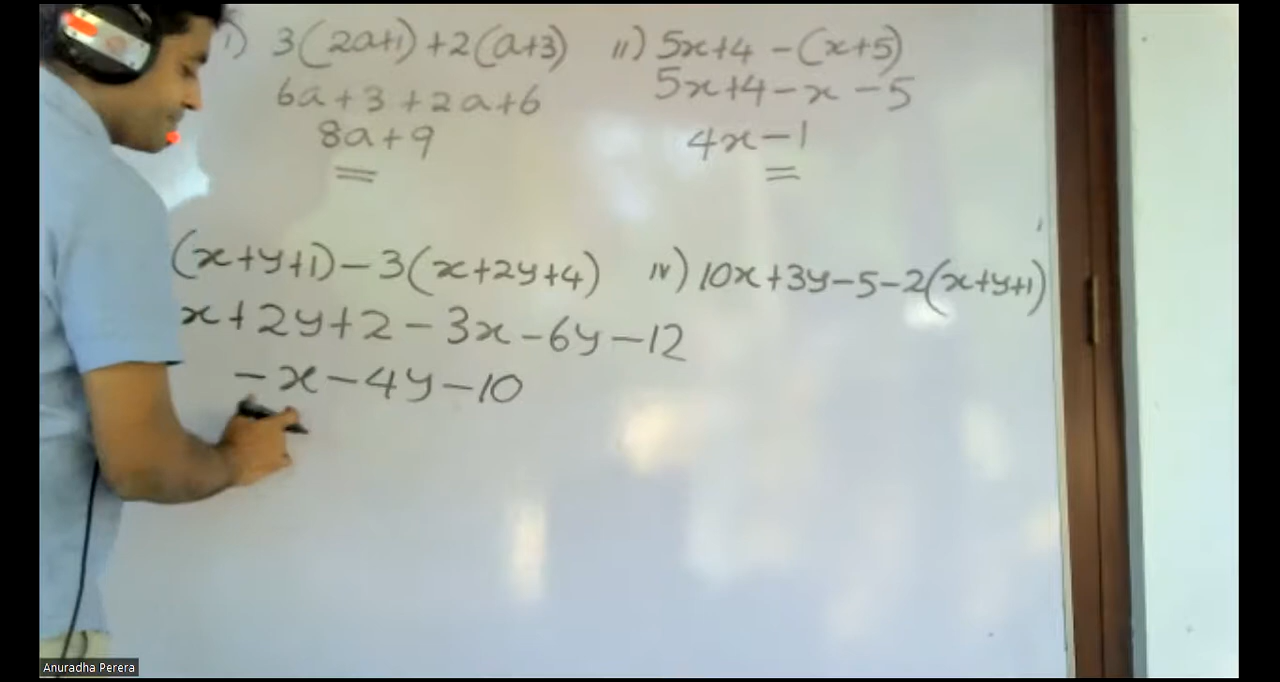 i) 3(2a+1) + 2(a+3)
6a + 3 + 2a + 6
8a + 9
ii) 5x+4 - (x+5)
5x+4 - x - 5
4x - 1
(x+y+1) - 3(x+2y+4)
x + 2y + 2 - 3x - 6y - 12
- x - 4y - 10
iv) 10x+3y-5-2(x+y+1)
Anuradha Perera